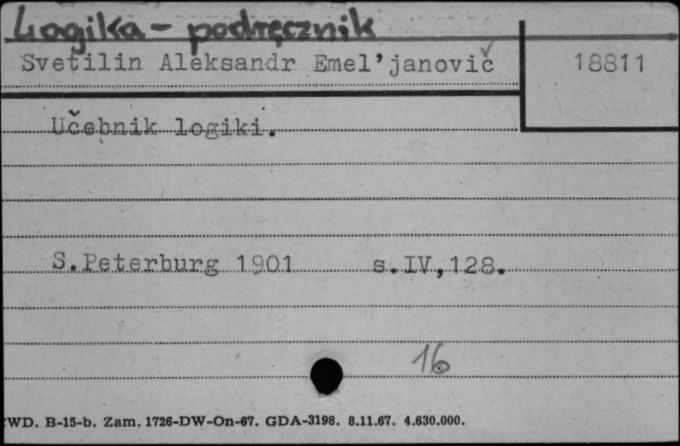 Logika - podręcznik
Svetilin Aleksandr Emel'janovič
18811
Učebnik logiki.
S.Peterburg 1901 s.IV,128.
16
WD. B-15-b. Zam. 1726-DW-On-67. GDA-3198. 8.11.67. 4.630.000.